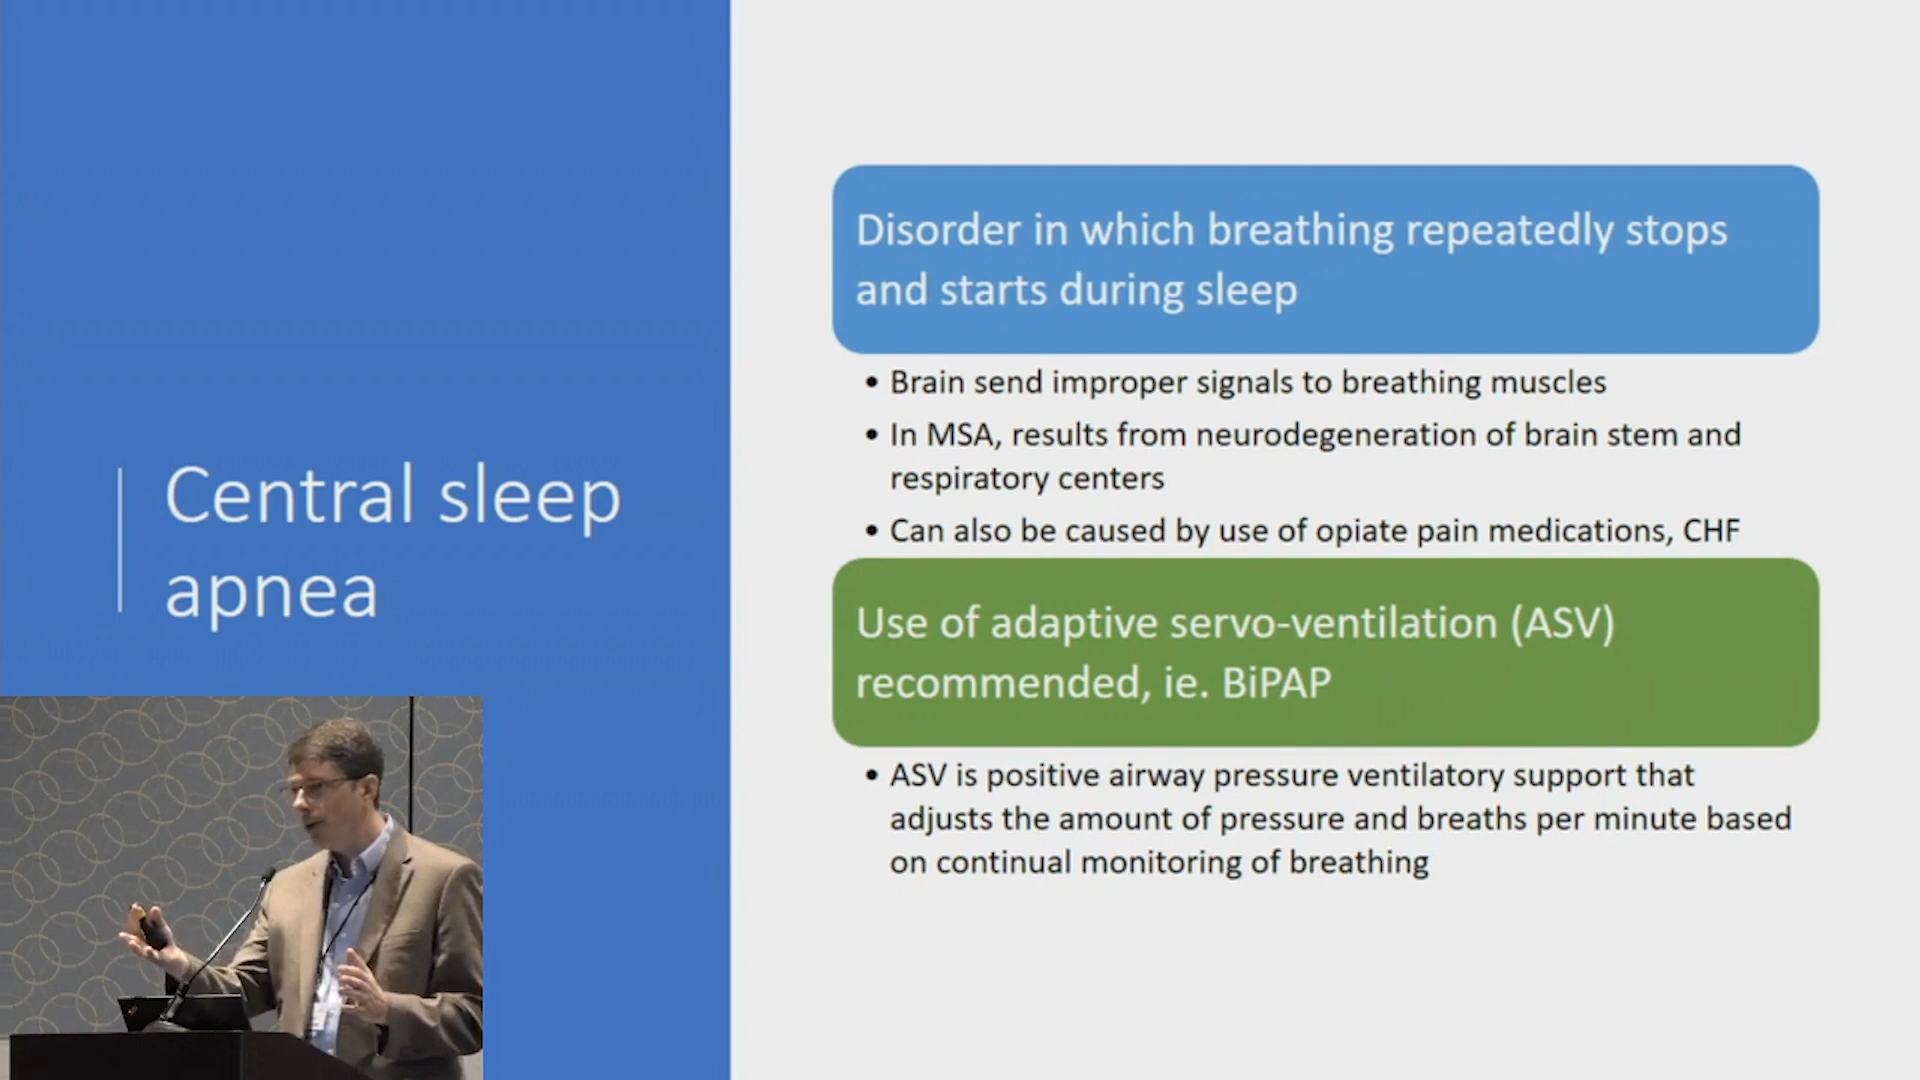 Central sleep
apnea
Disorder in which breathing repeatedly stops
and starts during sleep
• Brain send improper signals to breathing muscles
• In MSA, results from neurodegeneration of brain stem and
respiratory centers
• Can also be caused by use of opiate pain medications, CHF
Use of adaptive servo-ventilation (ASV)
recommended, ie. BiPAP
• ASV is positive airway pressure ventilatory support that
adjusts the amount of pressure and breaths per minute based
on continual monitoring of breathing